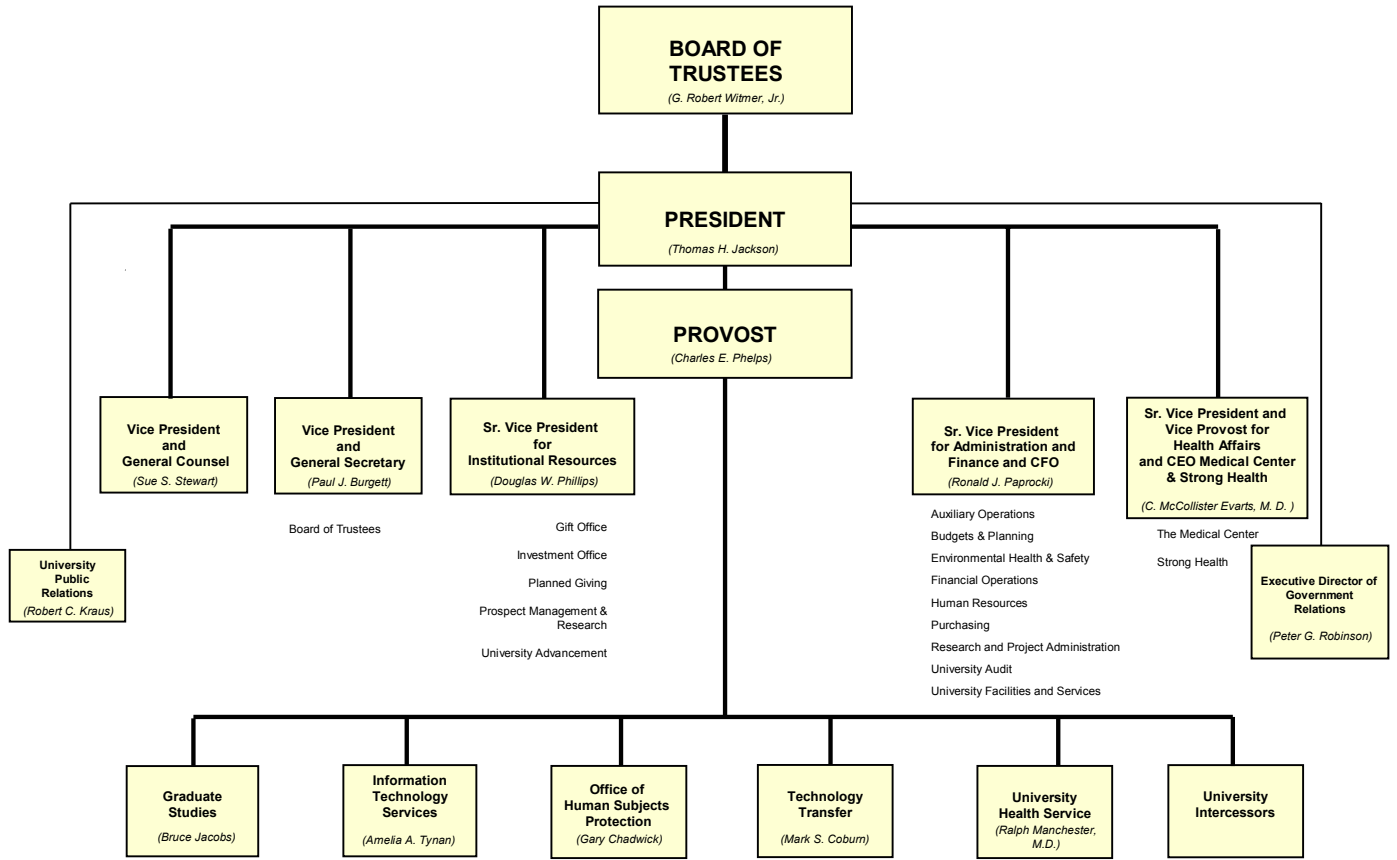 BOARD OF
TRUSTEES
(G. Robert Witmer, Jr.)
PRESIDENT
(Thomas H. Jackson)
PROVOST
(Charles E. Phelps)
Vice President
and
General Counsel
(Sue S. Stewart)
Vice President
and
General Secretary
(Paul J. Burgett)
Board of Trustees
Sr. Vice President
for
Institutional Resources
(Douglas W. Phillips)
Gift Office
Investment Office
Planned Giving
Prospect Management &
Research
University Advancement
Sr. Vice President
for Administration and
Finance and CFO
(Ronald J. Paprocki)
Auxiliary Operations
Budgets & Planning
Environmental Health & Safety
Financial Operations
Human Resources
Purchasing
Research and Project Administration
University Audit
University Facilities and Services
Sr. Vice President and
Vice Provost for
Health Affairs
and CEO Medical Center
& Strong Health
(C. McCollister Evarts, M. D. )
The Medical Center
Strong Health
University
Public
Relations
(Robert C. Kraus)
Executive Director of
Government
Relations
(Peter G. Robinson)
Graduate
Studies
(Bruce Jacobs)
Information
Technology
Services
(Amelia A. Tynan)
Office of
Human Subjects
Protection
(Gary Chadwick)
Technology
Transfer
(Mark S. Coburn)
University
Health Service
(Ralph Manchester,
M.D.)
University
Intercessors